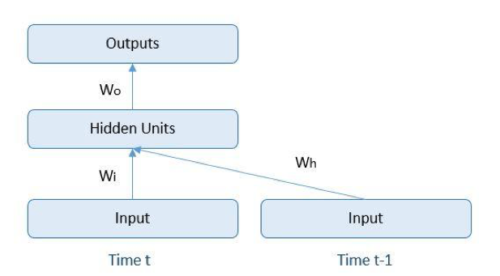 Outputs
Wo
Hidden Units
Wh
Wi
Input
Input
Time t
Time t-1